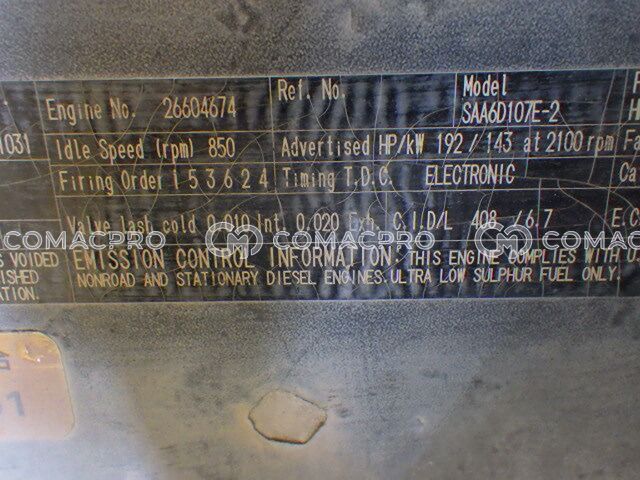 Engine No. 26604674 Ref. No. Model SAA6D107E-2
1031 Idle Speed (rpm) 850 Advertised HP/kW 192 / 143 at 2100 rpm Fa
Firing Order 1 5 3 6 2 4 Timing T.D.C. ELECTRONIC Ca
Valve lash cold 0.010 Int. 0.020 Exh. C.I.D/L 408 / 6.7 E.C
COMACPRO COMACPRO COMACPRO
S VOIDED EMISSION CONTROL INFORMATION: THIS ENGINE COMPLIES WITH U.
ISHED NONROAD AND STATIONARY DIESEL ENGINES. ULTRA LOW SULPHUR FUEL ONLY.
ATION.